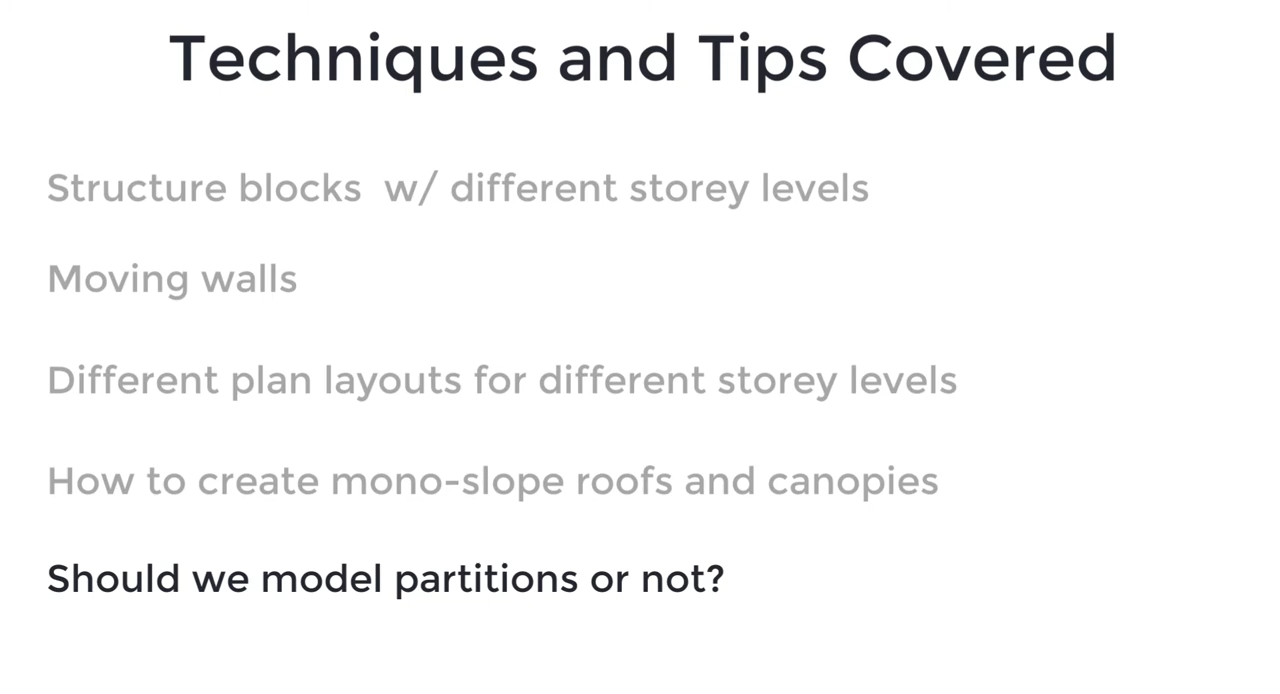 Techniques and Tips Covered
Structure blocks w/ different storey levels
Moving walls
Different plan layouts for different storey levels
How to create mono-slope roofs and canopies
Should we model partitions or not?